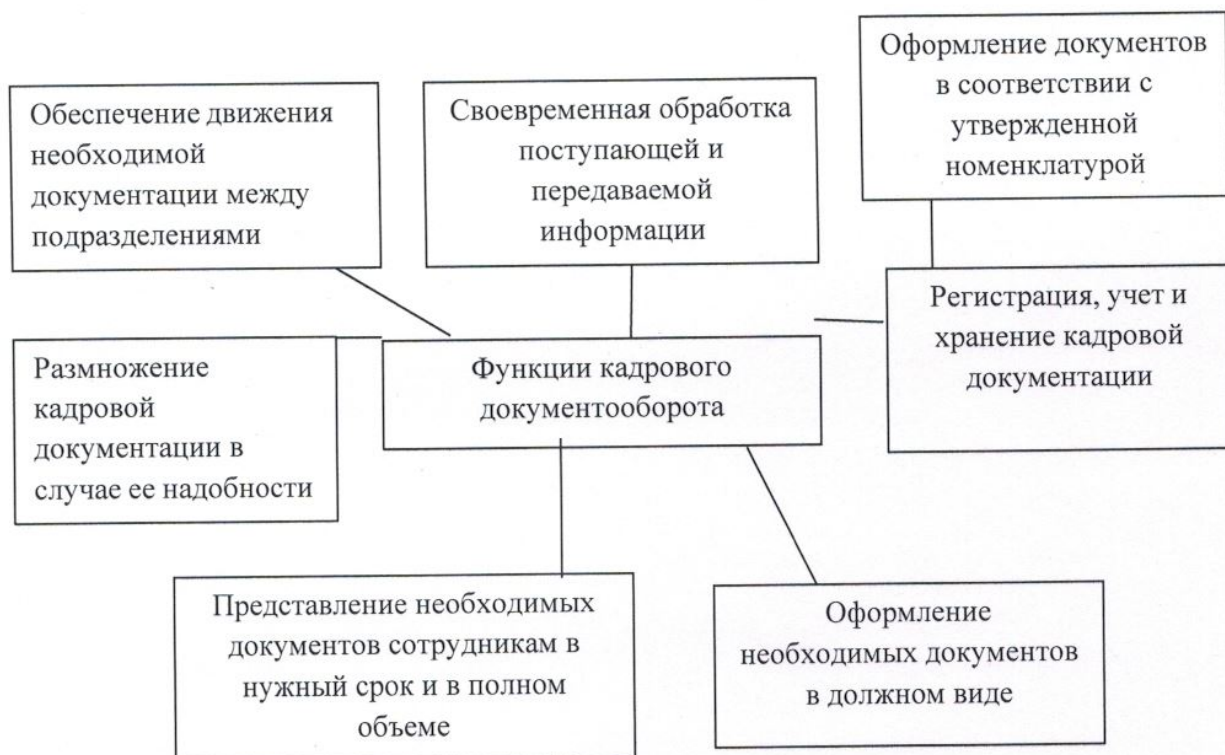 Оформление документов
в соответствии с
утвержденной
номенклатурой
Обеспечение движения
необходимой
документации между
подразделениями
Своевременная обработка
поступающей и
передаваемой
информации
Регистрация, учет и
хранение кадровой
документации
Размножение
кадровой
документации в
случае ее надобности
Функции кадрового
документооборота
Представление необходимых
документов сотрудникам в
нужный срок и в полном
объеме
Оформление
необходимых документов
в должном виде